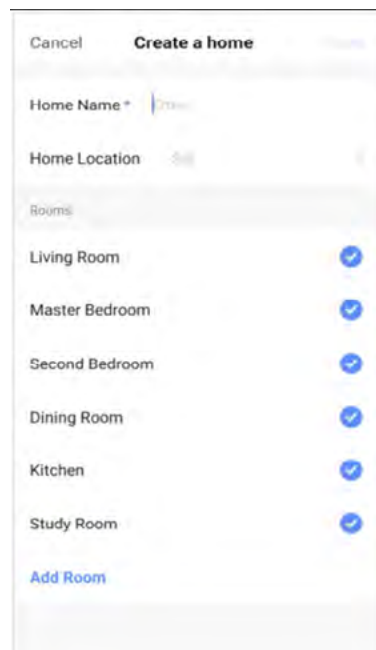 Cancel Create a home
Home Name *
Home Location
Rooms
Living Room
Master Bedroom
Second Bedroom
Dining Room
Kitchen
Study Room
Add Room